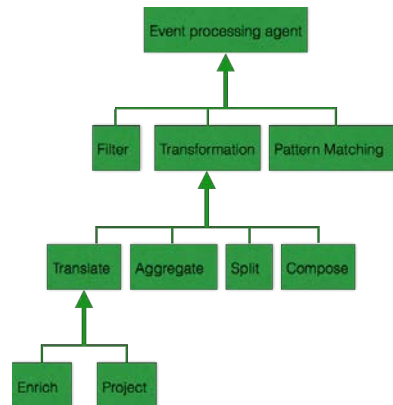 Event processing agent
Filter
Transformation
Pattern Matching
Translate
Aggregate
Split
Compose
Enrich
Project